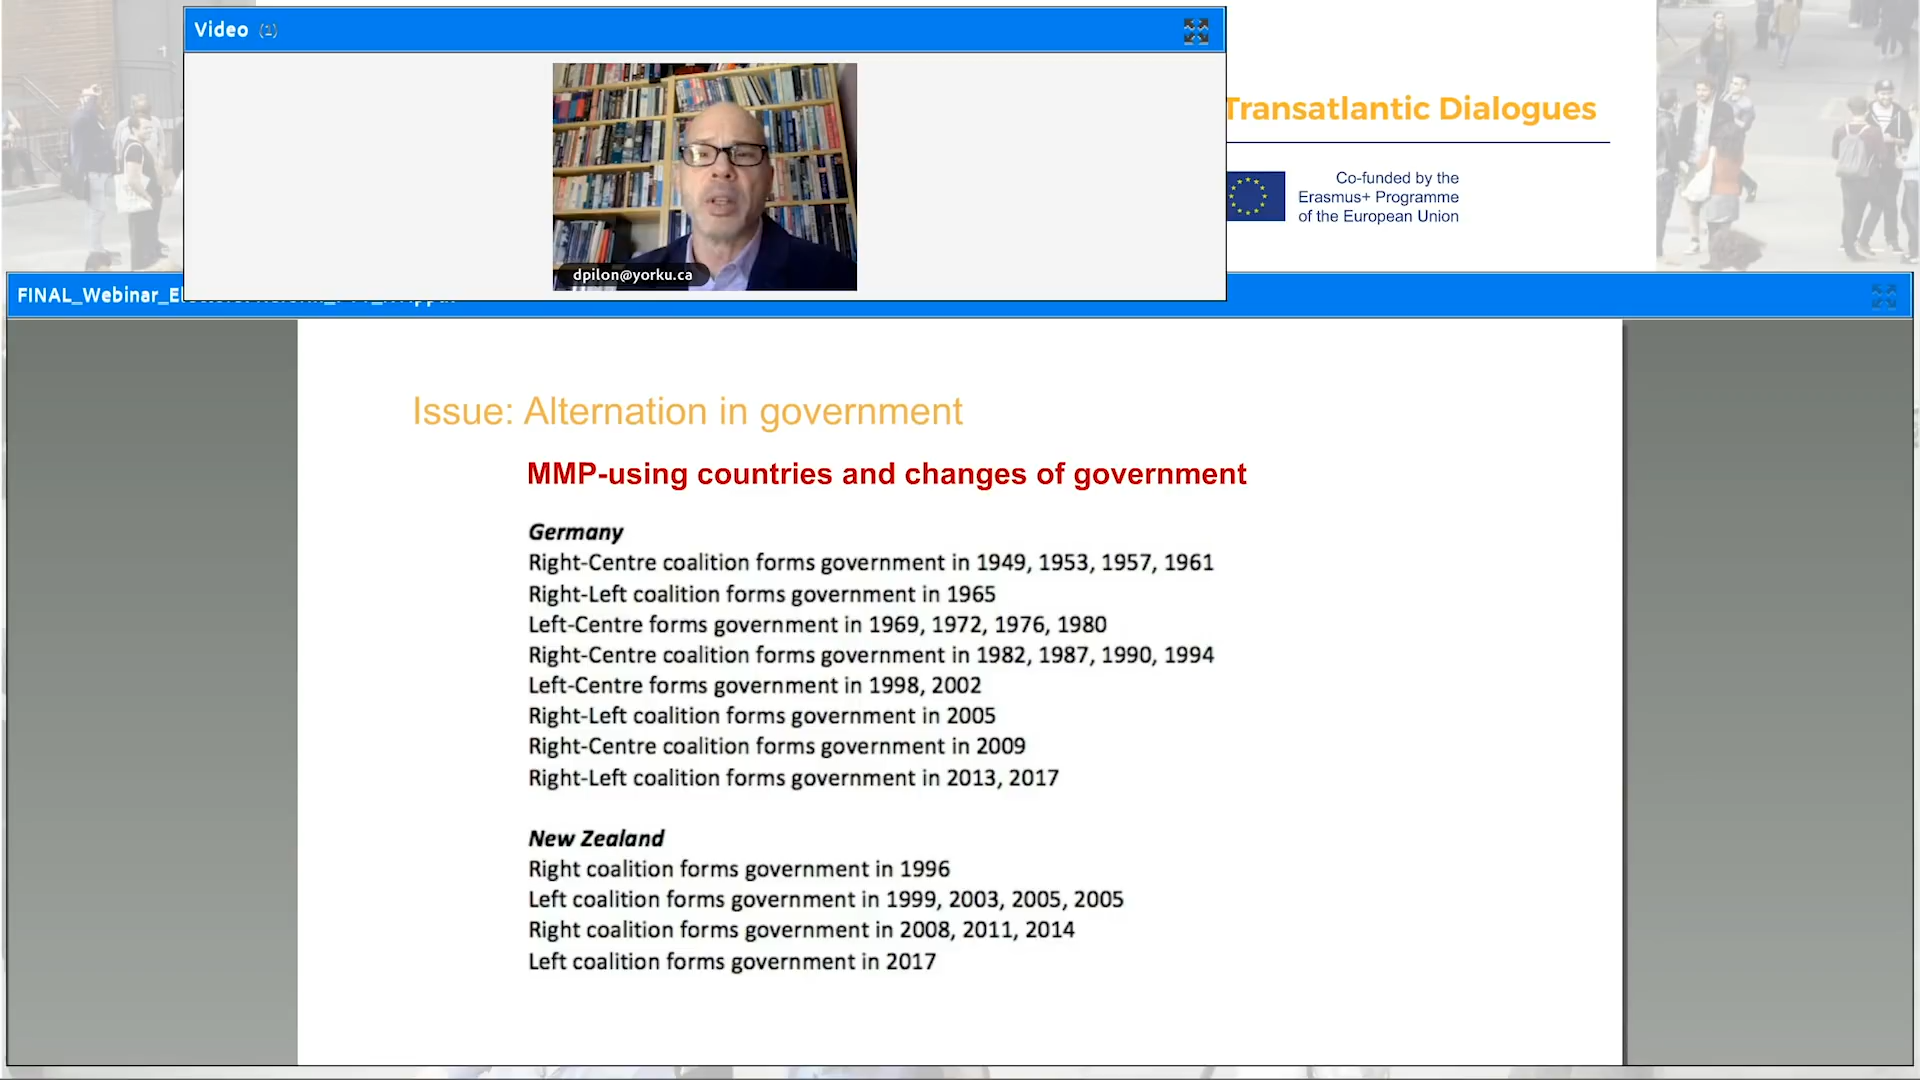 Video (1)
Transatlantic Dialogues
Co-funded by the
Erasmus+ Programme
of the European Union
dpilon@yorku.ca
Issue: Alternation in government
MMP-using countries and changes of government
Germany
Right-Centre coalition forms government in 1949, 1953, 1957, 1961
Right-Left coalition forms government in 1965
Left-Centre forms government in 1969, 1972, 1976, 1980
Right-Centre coalition forms government in 1982, 1987, 1990, 1994
Left-Centre forms government in 1998, 2002
Right-Left coalition forms government in 2005
Right-Centre coalition forms government in 2009
Right-Left coalition forms government in 2013, 2017
New Zealand
Right coalition forms government in 1996
Left coalition forms government in 1999, 2003, 2005, 2005
Right coalition forms government in 2008, 2011, 2014
Left coalition forms government in 2017